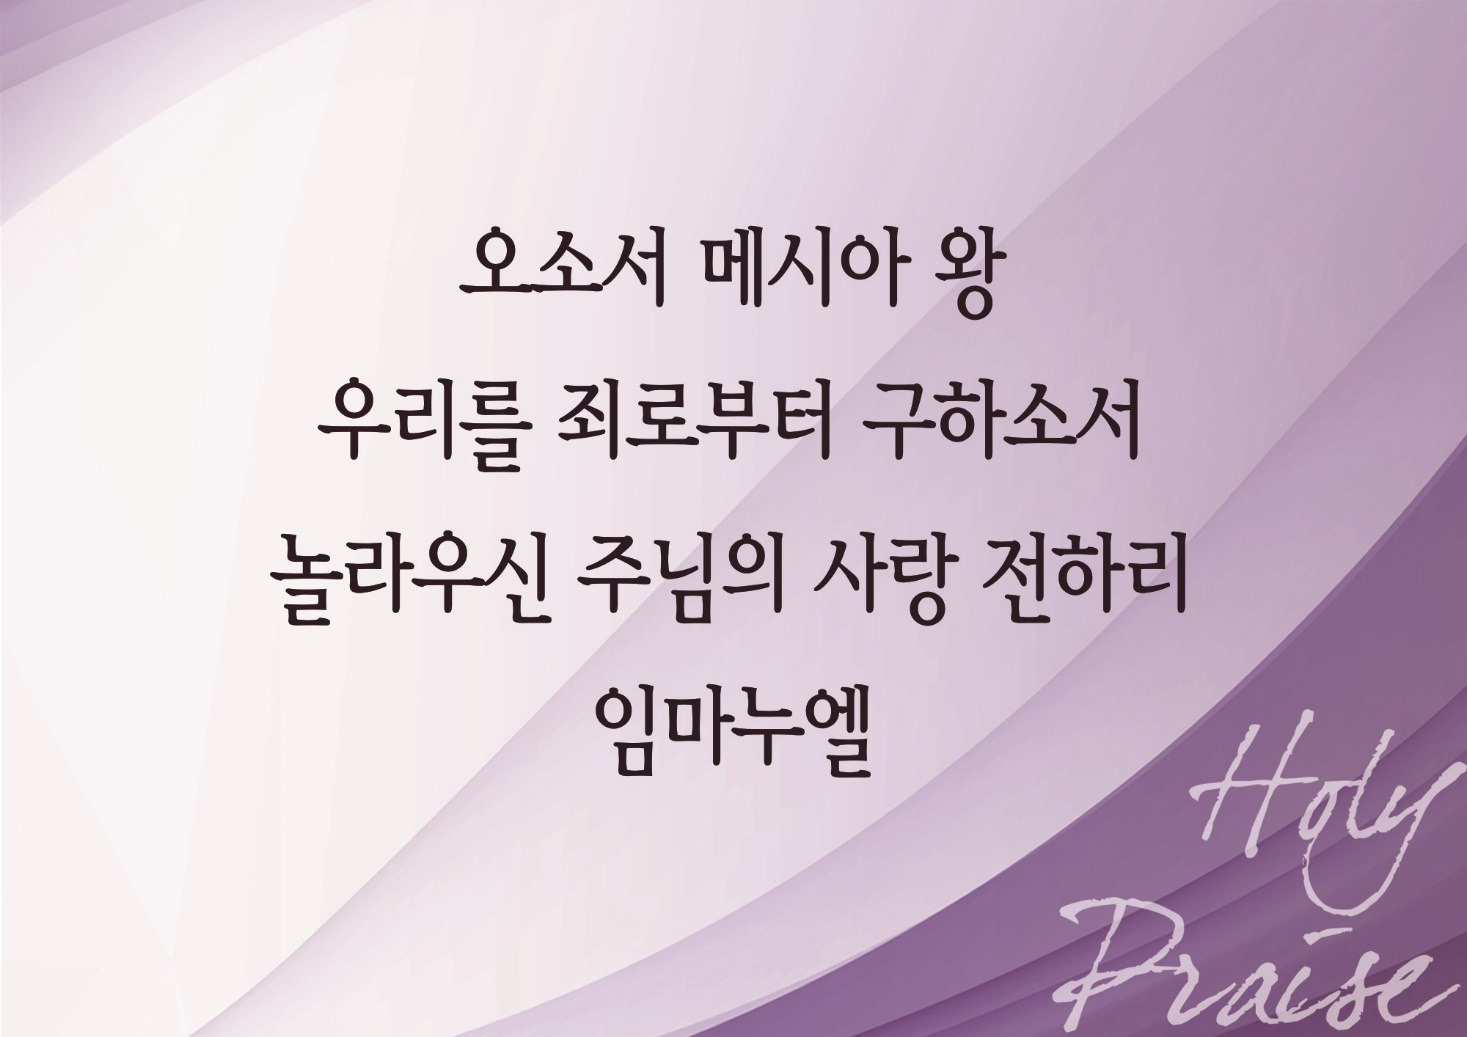 오소서 메시아 왕
우리를 죄로부터 구하소서
놀라우신 주님의 사랑 전하리
임마누엘
Holy
Praise